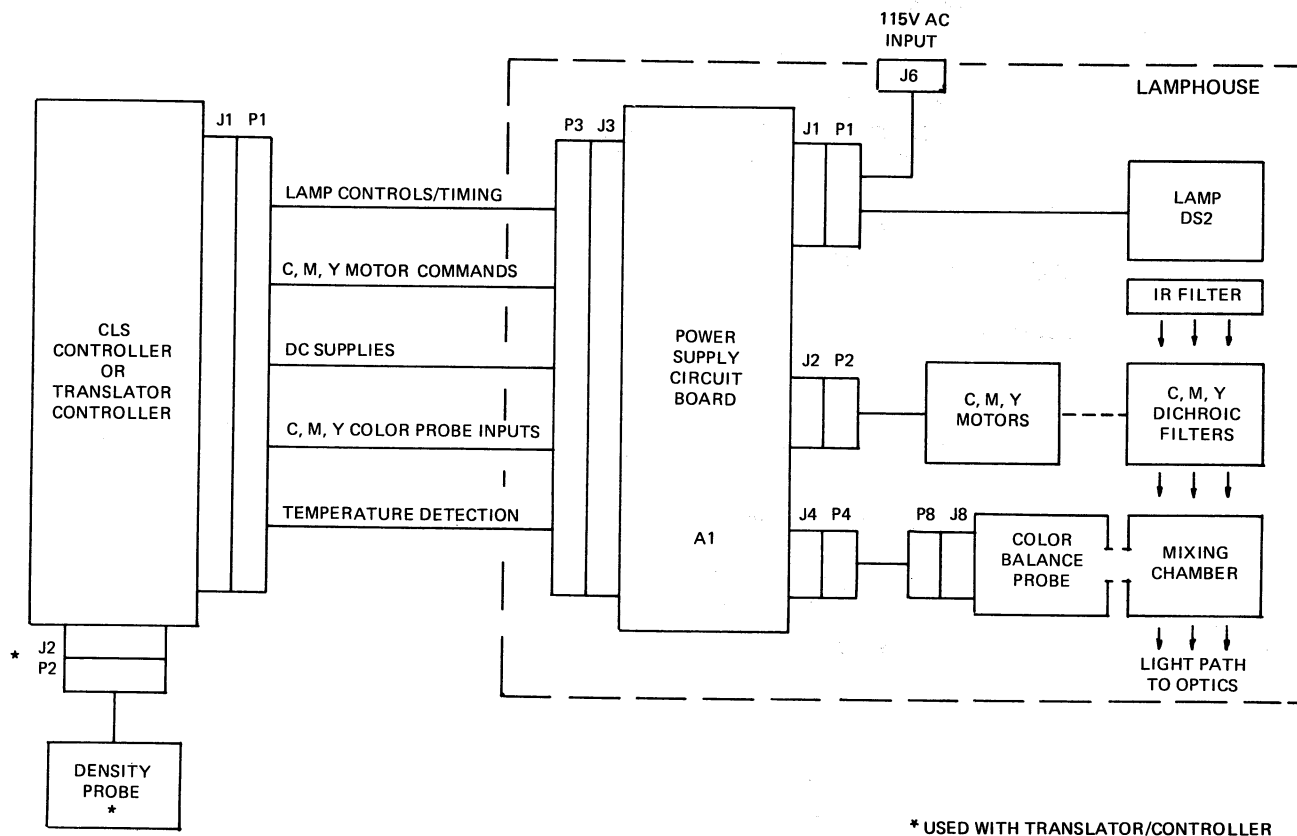 115V AC
INPUT
J6
LAMPHOUSE
J1 P1
P3 J3
J1 P1
LAMP CONTROLS/TIMING
LAMP
DS2
C, M, Y MOTOR COMMANDS
IR FILTER
CLS
CONTROLLER
OR
TRANSLATOR
CONTROLLER
DC SUPPLIES
POWER
SUPPLY
CIRCUIT
BOARD
J2 P2
C, M, Y
MOTORS
C, M, Y
DICHROIC
FILTERS
C, M, Y COLOR PROBE INPUTS
TEMPERATURE DETECTION
A1
J4 P4
P8 J8
COLOR
BALANCE
PROBE
MIXING
CHAMBER
* J2
P2
LIGHT PATH
TO OPTICS
DENSITY
PROBE
*
* USED WITH TRANSLATOR/CONTROLLER